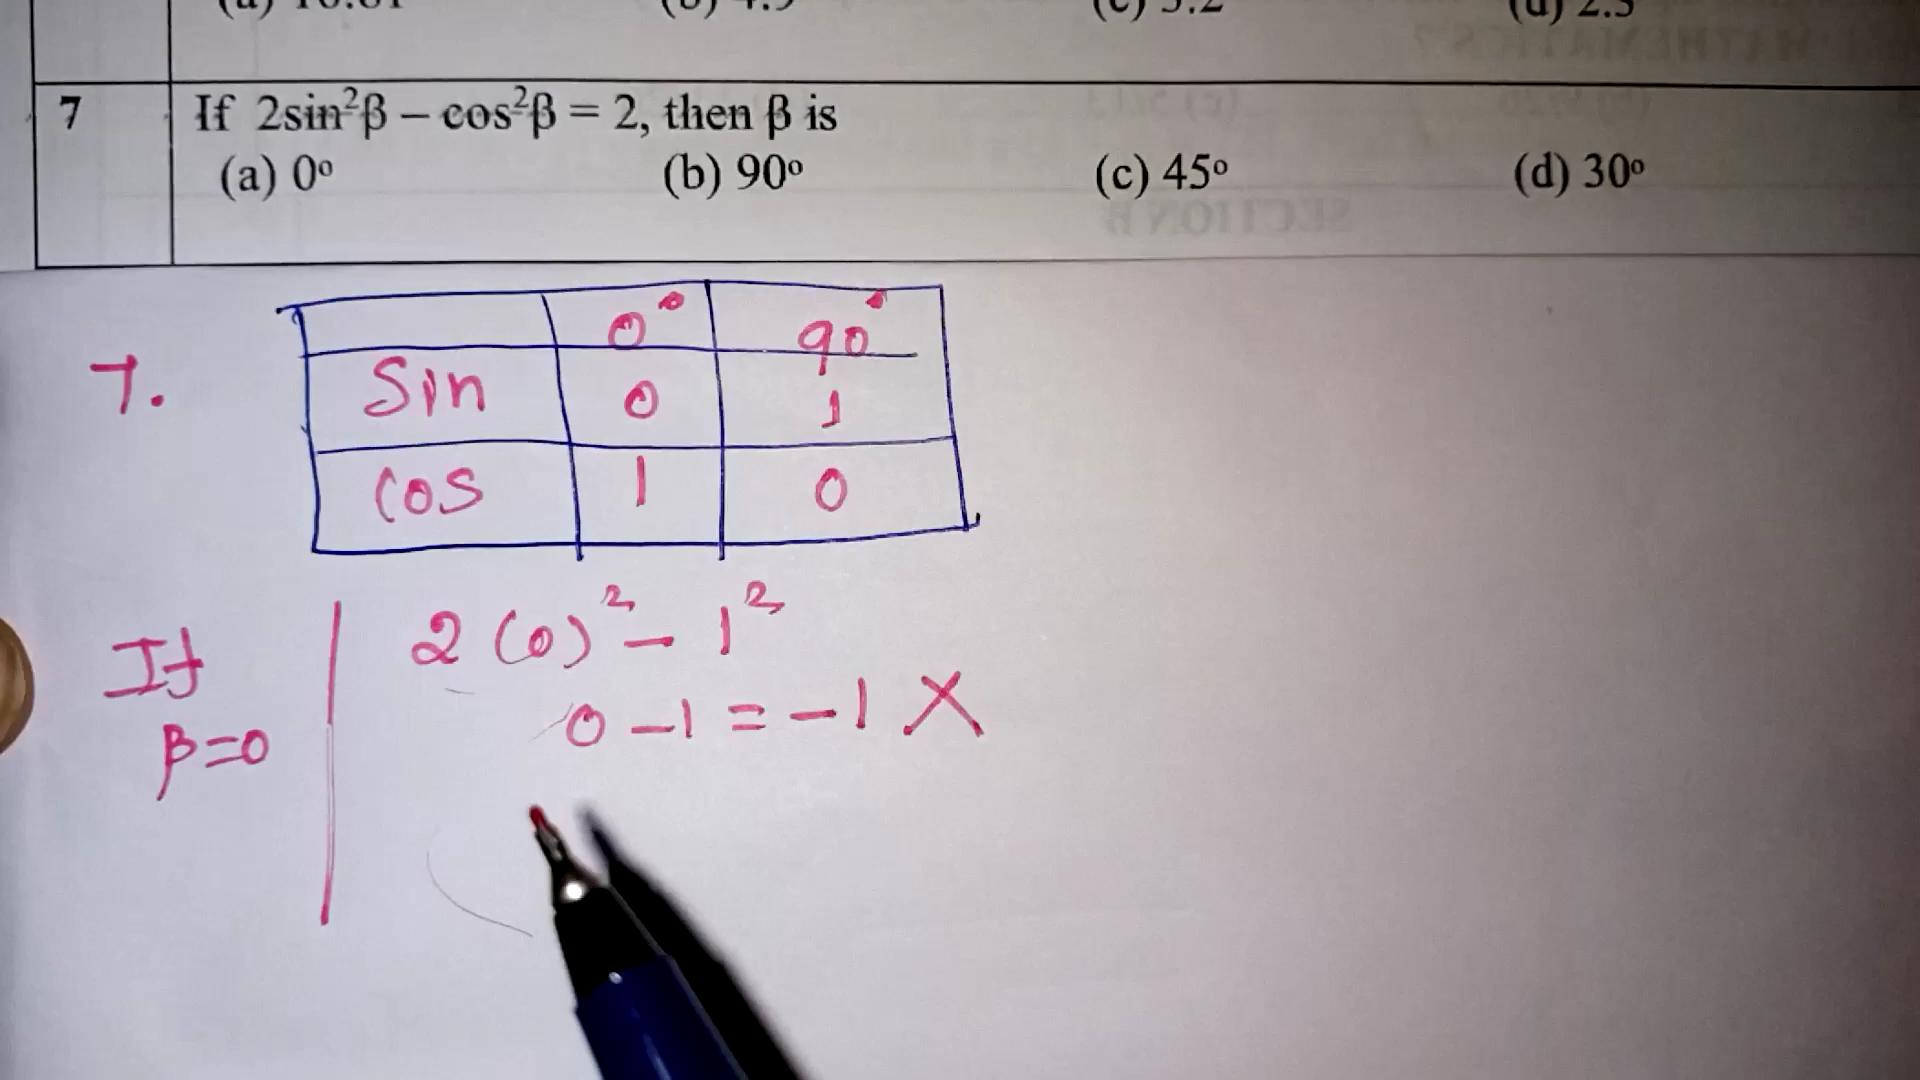 7 If 2sin²β – cos²β = 2, then β is
(a) 0° (b) 90° (c) 45° (d) 30°
7.
0° 90°
Sin 0 1
Cos 1 0
If 2(0)² - 1²
β=0 0-1 = -1 X